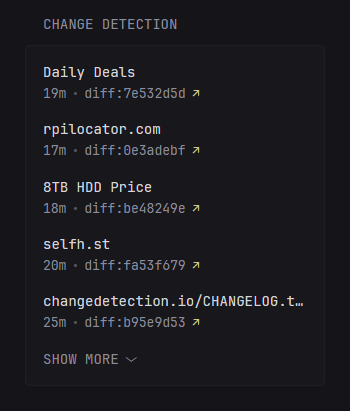 CHANGE DETECTION
Daily Deals
19m • diff:7e532d5d ↗
rpilocator.com
17m • diff:0e3adebf ↗
8TB HDD Price
18m • diff:be48249e ↗
selfh.st
20m • diff:fa53f679 ↗
changedetection.io/CHANGELOG.t…
25m • diff:b95e9d53 ↗
SHOW MORE